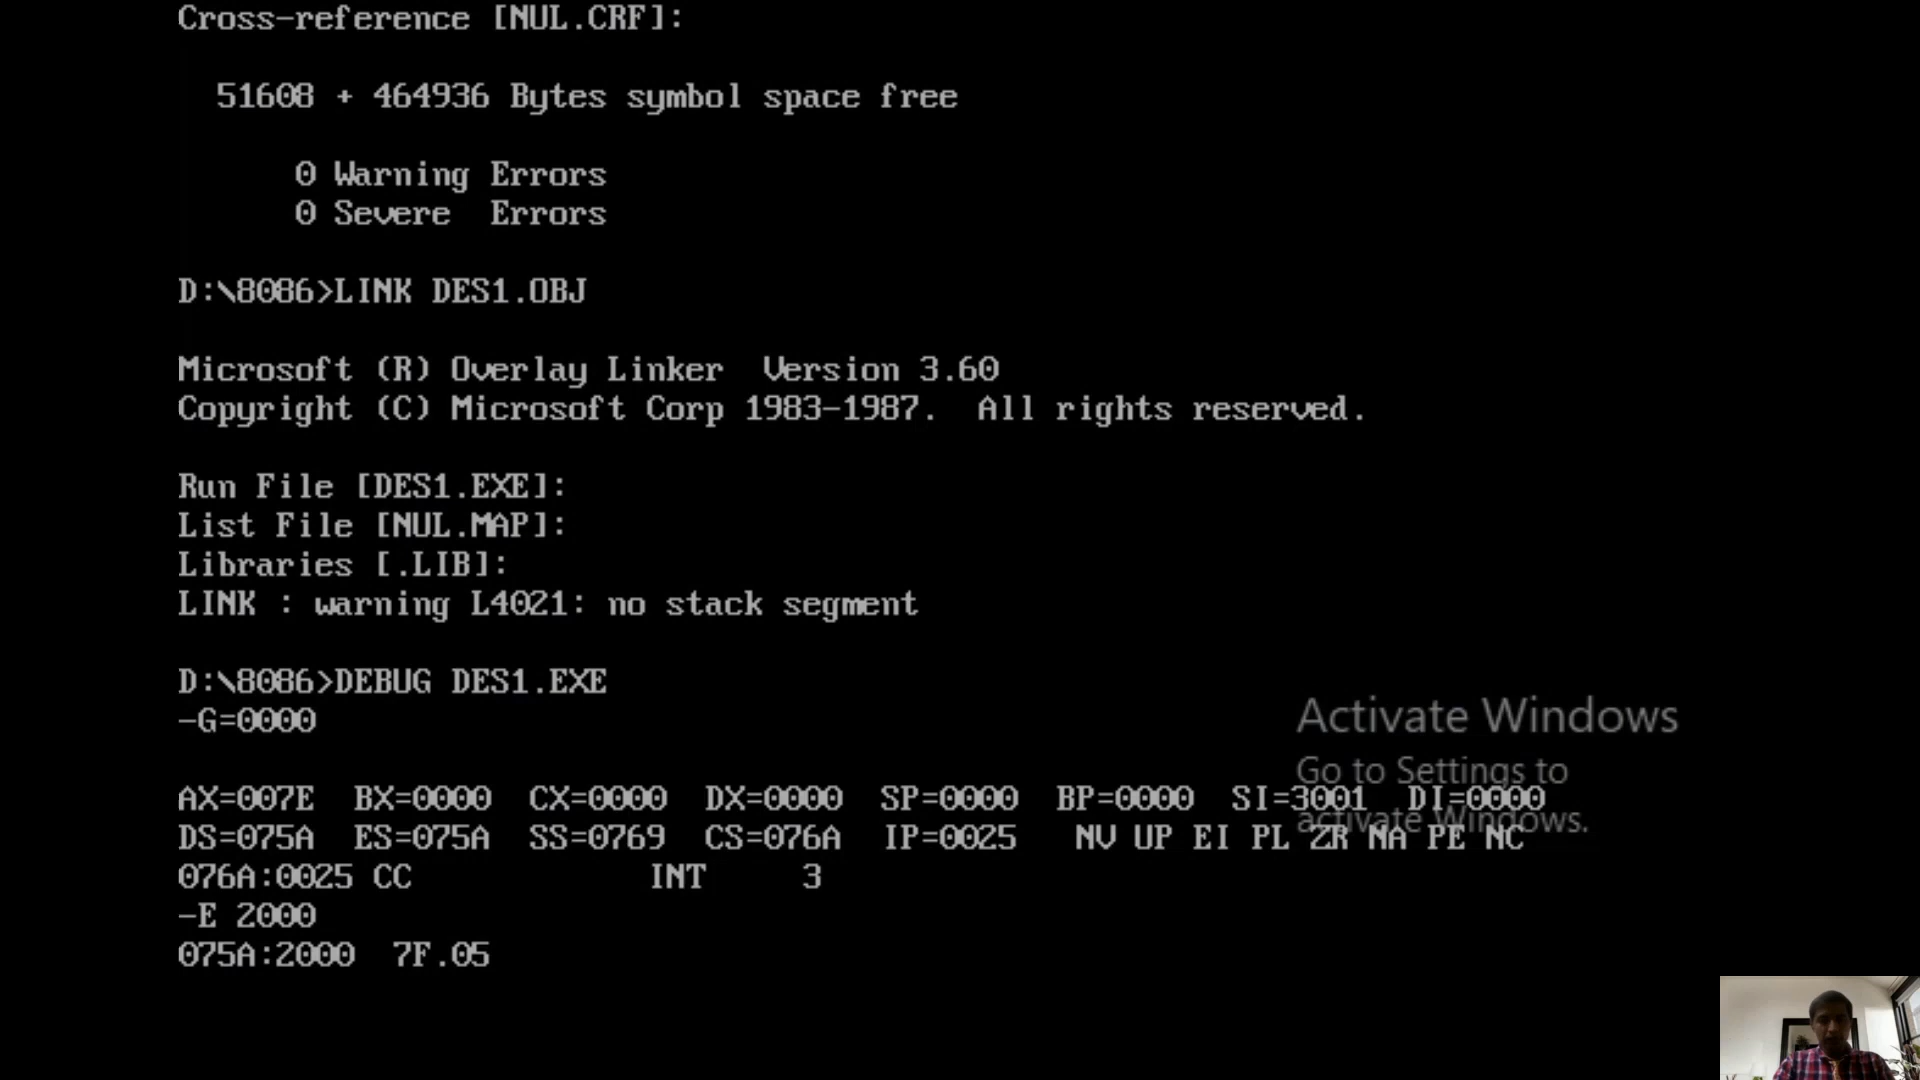 Cross-reference [NUL.CRF]:
51608 + 464936 Bytes symbol space free
0 Warning Errors
0 Severe  Errors
D:\8086>LINK DES1.OBJ
Microsoft (R) Overlay Linker  Version 3.60
Copyright (C) Microsoft Corp 1983-1987.  All rights reserved.
Run File [DES1.EXE]:
List File [NUL.MAP]:
Libraries [.LIB]:
LINK : warning L4021: no stack segment
D:\8086>DEBUG DES1.EXE
-G=0000
AX=007E  BX=0000  CX=0000  DX=0000  SP=0000  BP=0000  SI=3001  DI=0000
DS=075A  ES=075A  SS=0769  CS=076A  IP=0025   NV UP EI PL ZR NA PE NC
076A:0025 CC            INT     3
-E 2000
075A:2000  7F.05
Activate Windows
Go to Settings to
activate Windows.